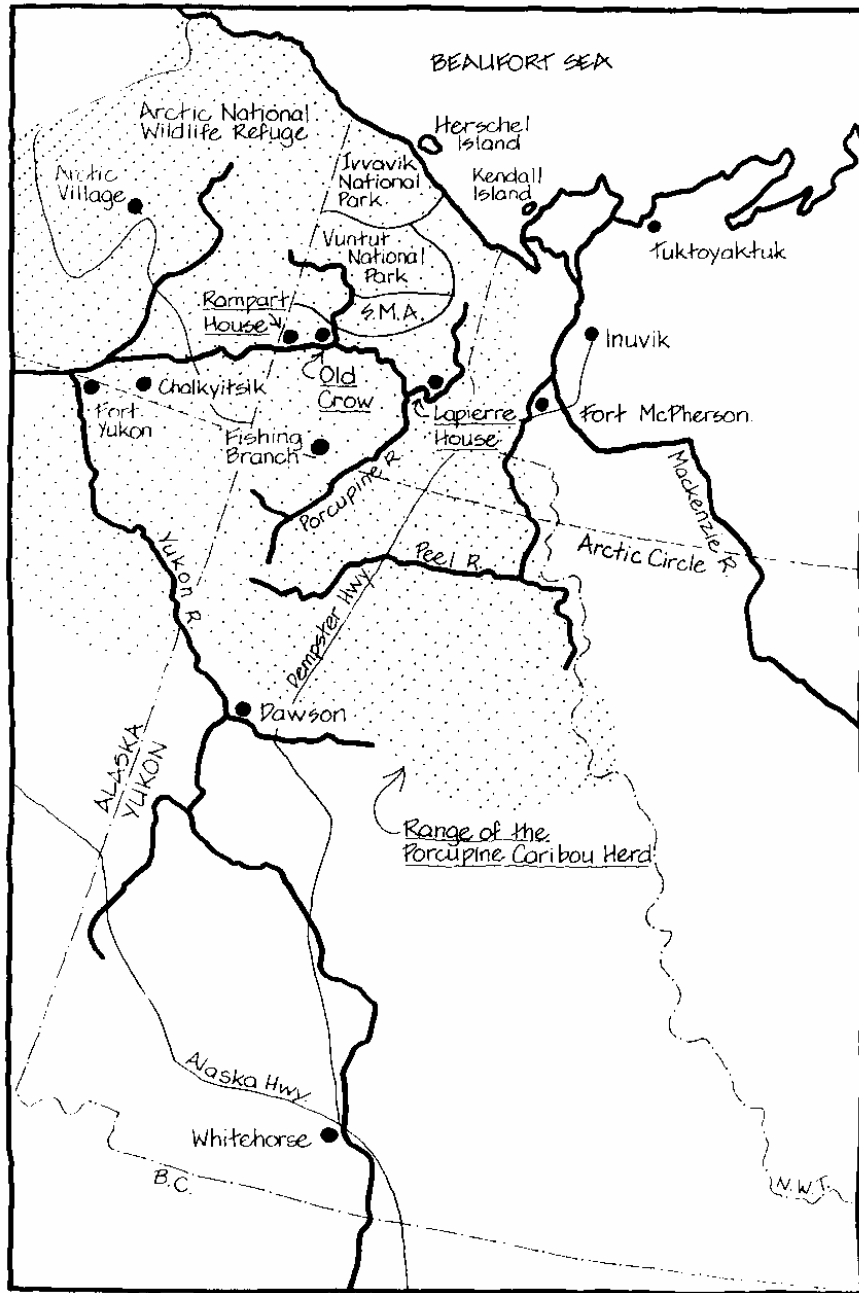 BEAUFORT SEA
Arctic National
Wildlife Refuge
Herschel
Island
Ivvavik
National
Park
Kendall
Island
Arctic
Village
Vuntut
National
Park
Tuktoyaktuk
Rampart
House
S.M.A.
Inuvik
Old
Crow
Chalkyitsik
Fort
Yukon
Lapierre
House
Fort McPherson
Fishing
Branch
Porcupine R.
Mackenzie R.
Arctic Circle
Yukon R.
Peel R.
Dempster Hwy.
Dawson
ALASKA
YUKON
Range of the
Porcupine Caribou Herd
Alaska Hwy.
Whitehorse
B.C.
N.W.T.